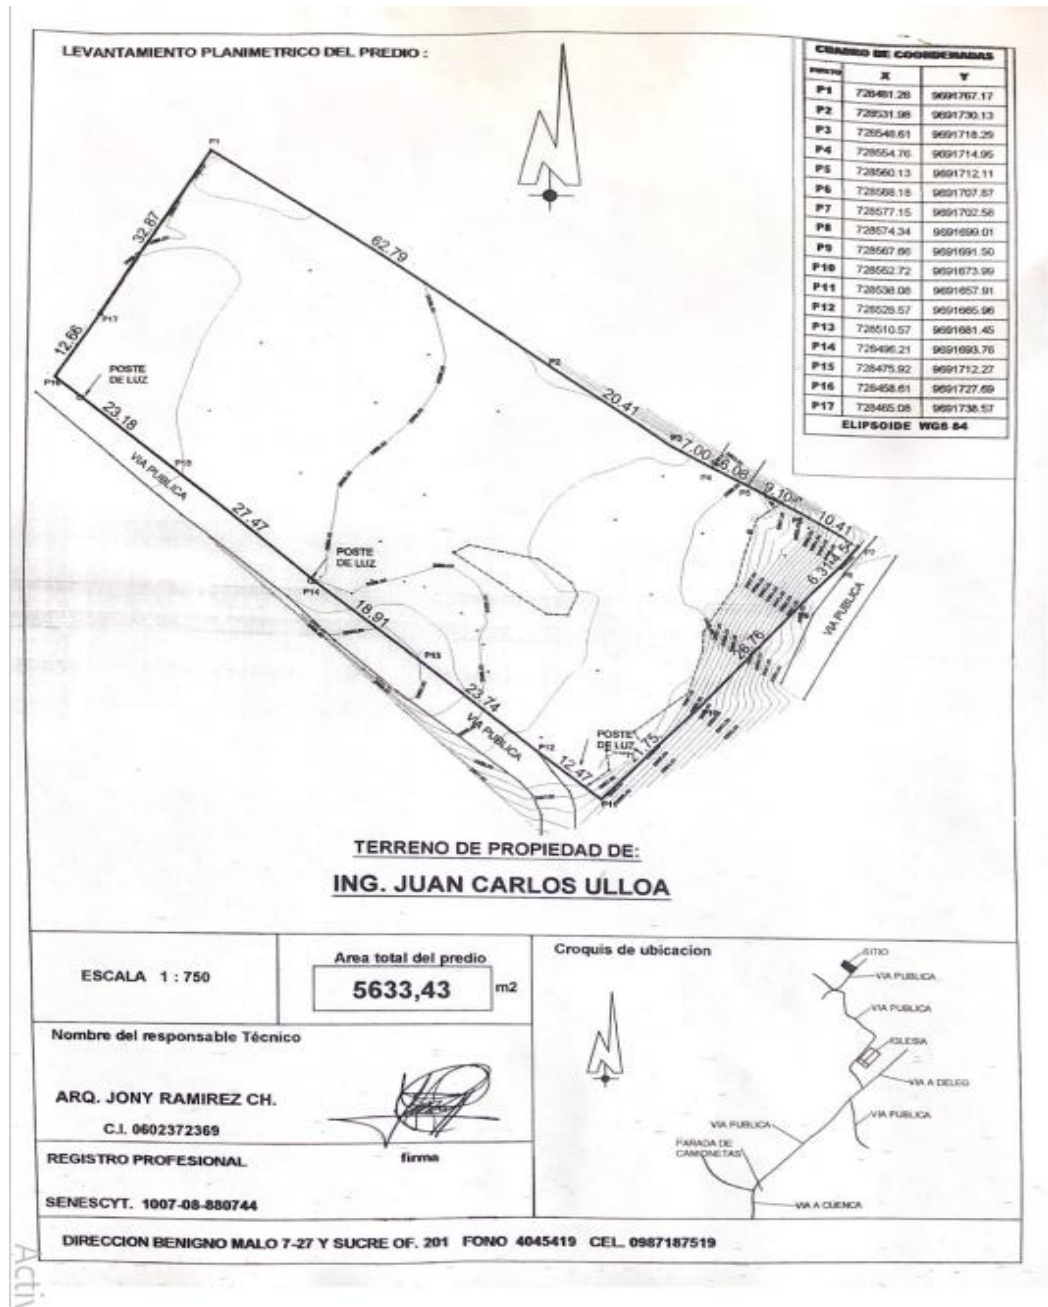 LEVANTAMIENTO PLANIMETRICO DEL PREDIO :
CUADRO DE COORDENADAS
PUNTO X Y
P1 728481.28 9691767.17
P2 728531.98 9691730.13
P3 728548.61 9691718.29
P4 728554.76 9691714.95
P5 728560.13 9691712.11
P6 728568.18 9691707.87
P7 728577.15 9691702.58
P8 728574.34 9691699.01
P9 728567.66 9691691.50
P10 728552.72 9691673.99
P11 728538.08 9691657.91
P12 728528.57 9691665.96
P13 728510.57 9691681.45
P14 728496.21 9691693.76
P15 728475.92 9691712.27
P16 728458.61 9691727.69
P17 728465.08 9691738.57
ELIPSOIDE WGS 84
P1
32.87
62.79
P17
12.66
P16
POSTE
DE LUZ
P2
23.18
20.41
VIA PUBLICA
P15
P3
7.00
6.08
P4
P5
9.10
27.47
10.41
POSTE
DE LUZ
P14
18.91
VIA PUBLICA
P13
23.74
VIA PUBLICA
POSTE
DE LUZ
P12
21.75
12.47
P11
TERRENO DE PROPIEDAD DE:
ING. JUAN CARLOS ULLOA
ESCALA 1 : 750
Area total del predio
5633,43 m2
Croquis de ubicacion
SITIO
VIA PUBLICA
VIA PUBLICA
IGLESIA
VIA A DELEG
VIA PUBLICA
VIA PUBLICA
PARADA DE
CAMIONETAS
VIA A CUENCA
Nombre del responsable Técnico
ARQ. JONY RAMIREZ CH.
C.I. 0602372369
firma
REGISTRO PROFESIONAL
SENESCYT. 1007-08-880744
DIRECCION BENIGNO MALO 7-27 Y SUCRE OF. 201 FONO 4045419 CEL. 0987187519
Activ